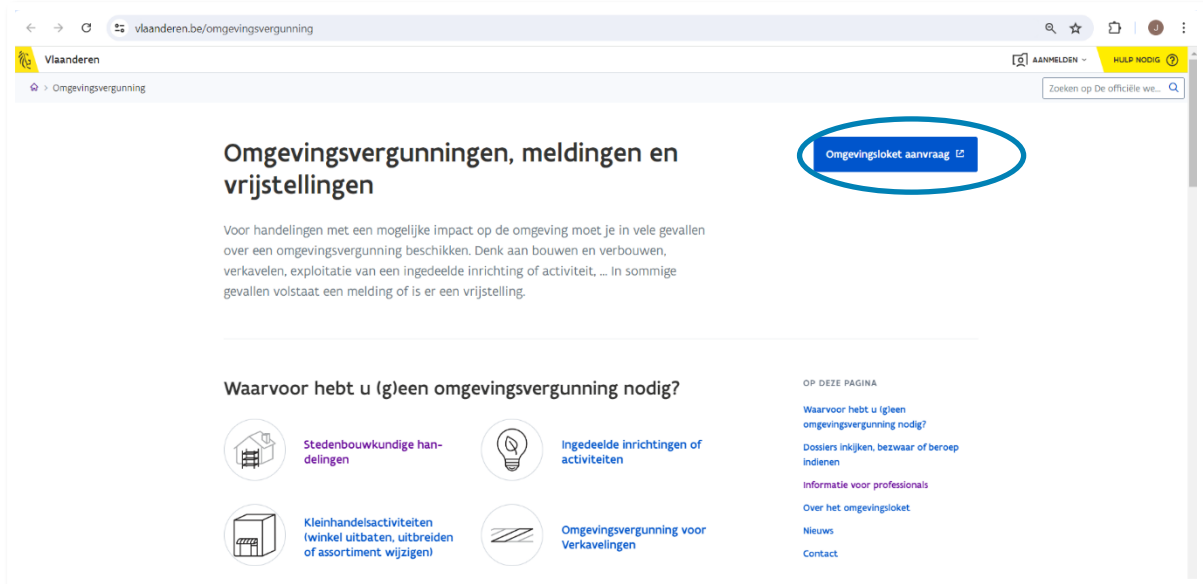 vlaanderen.be/omgevingsvergunning
J
Vlaanderen
AANMELDEN
HULP NODIG ?
> Omgevingsvergunning
Zoeken op De officiële we...
Omgevingsvergunningen, meldingen en
vrijstellingen
Omgevingsloket aanvraag
Voor handelingen met een mogelijke impact op de omgeving moet je in vele gevallen
over een omgevingsvergunning beschikken. Denk aan bouwen en verbouwen,
verkavelen, exploitatie van een ingedeelde inrichting of activiteit, ... In sommige
gevallen volstaat een melding of is er een vrijstelling.
Waarvoor hebt u (g)een omgevingsvergunning nodig?
Stedenbouwkundige han-
delingen
Ingedeelde inrichtingen of
activiteiten
Kleinhandelsactiviteiten
(winkel uitbaten, uitbreiden
of assortiment wijzigen)
Omgevingsvergunning voor
Verkavelingen
OP DEZE PAGINA
Waarvoor hebt u (g)een
omgevingsvergunning nodig?
Dossiers inkijken, bezwaar of beroep
indienen
Informatie voor professionals
Over het omgevingsloket
Nieuws
Contact